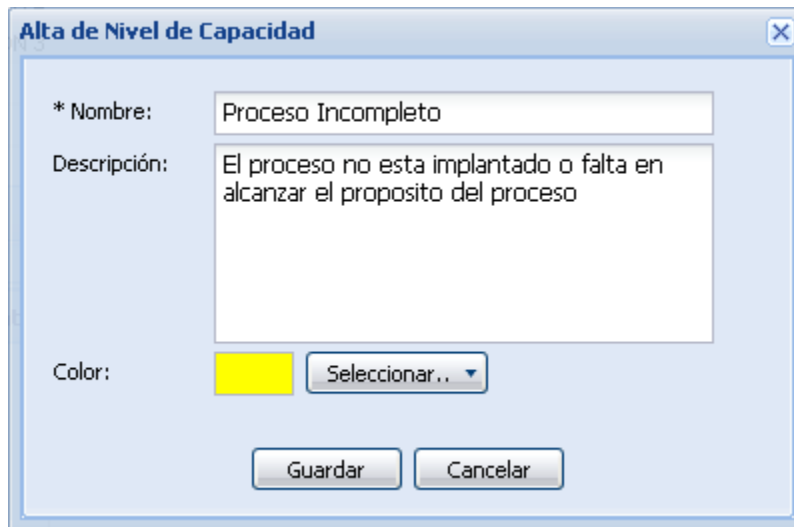 Alta de Nivel de Capacidad
* Nombre: Proceso Incompleto
Descripción: El proceso no esta implantado o falta en
alcanzar el proposito del proceso
Color: Seleccionar..
Guardar Cancelar